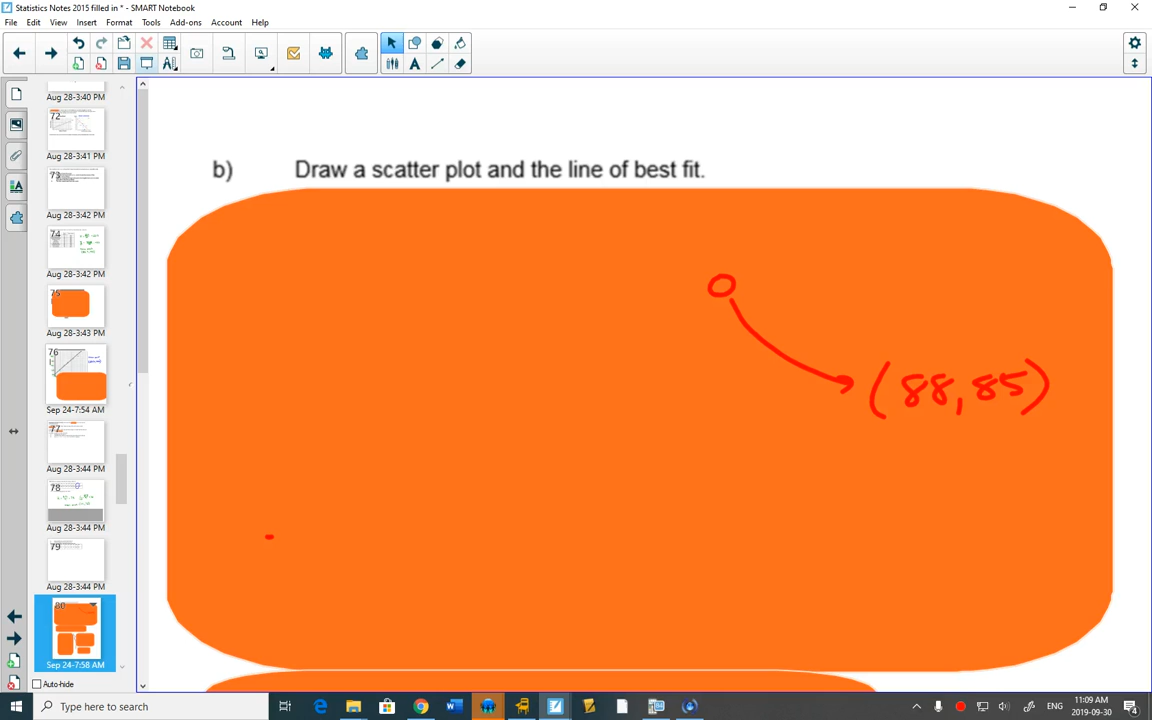 Statistics Notes 2015 filled in * - SMART Notebook
File Edit View Insert Format Tools Add-ons Account Help
Aug 28-3:40 PM
72
Aug 28-3:41 PM
73
Aug 28-3:42 PM
74
Aug 28-3:42 PM
75
Aug 28-3:43 PM
76
Sep 24-7:54 AM
77
Aug 28-3:44 PM
78
Aug 28-3:44 PM
79
Aug 28-3:44 PM
80
Sep 24-7:58 AM
Auto-hide
b) Draw a scatter plot and the line of best fit.
(88,85)
Type here to search
ENG
11:09 AM
2019-09-30
4